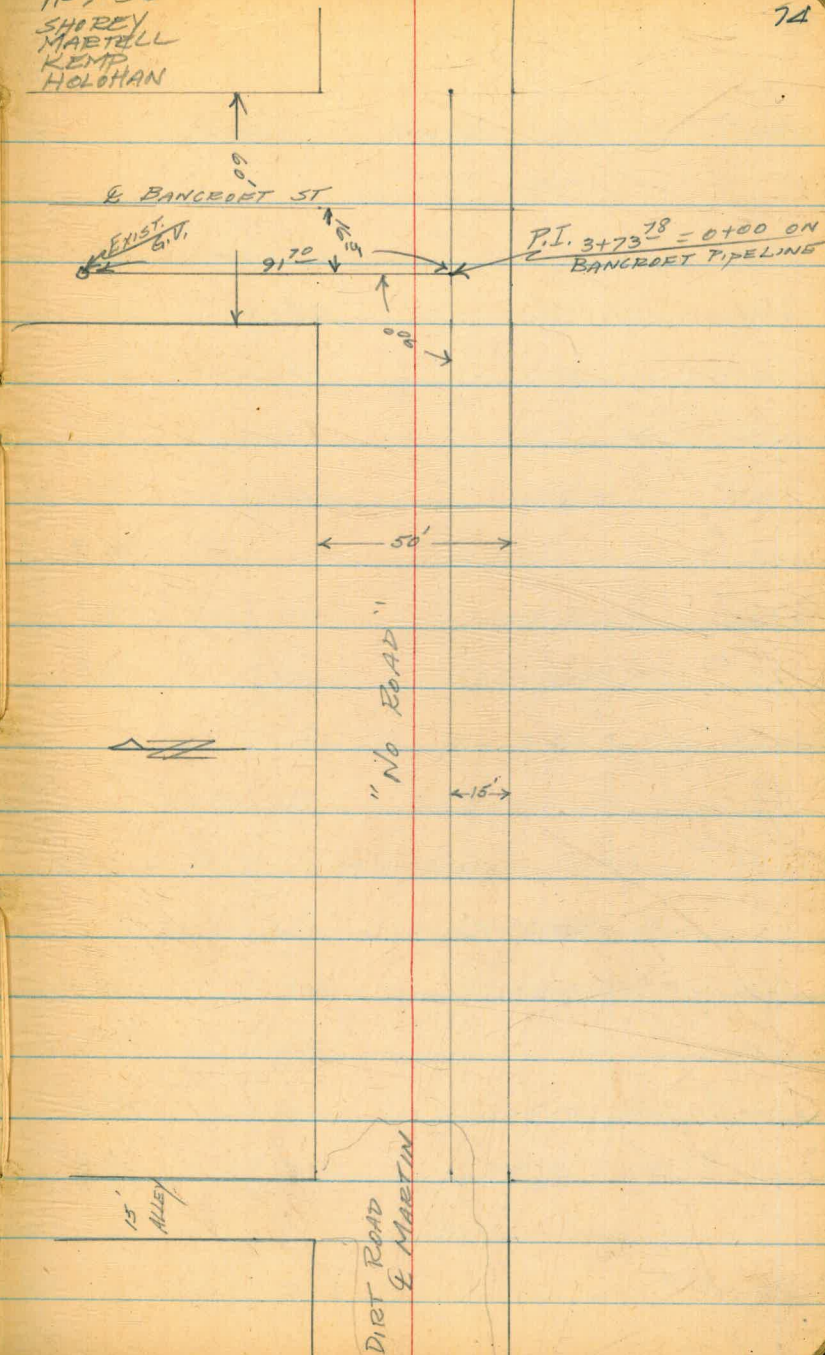 74
SHOREY
MARTELL
KEMP
HOLOHAN
60'
℄ BANCROFT ST
EXIST.
G.V.
91 70
P.I. 3+73 78 = 0+00 ON
BANCROFT PIPELINE
50'
"NO ROAD"
15'
15'
ALLEY
DIRT ROAD
℄ MARTIN